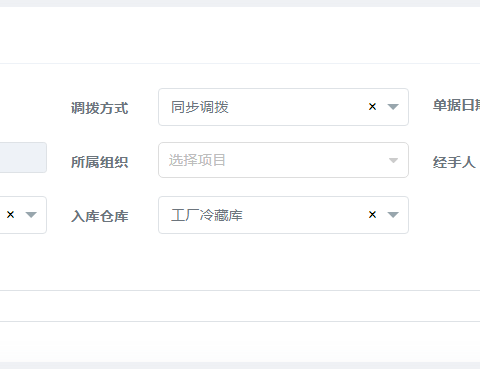 调拨方式 同步调拨 × 单据日期
所属组织 选择项目 经手人
× 入库仓库 工厂冷藏库 ×